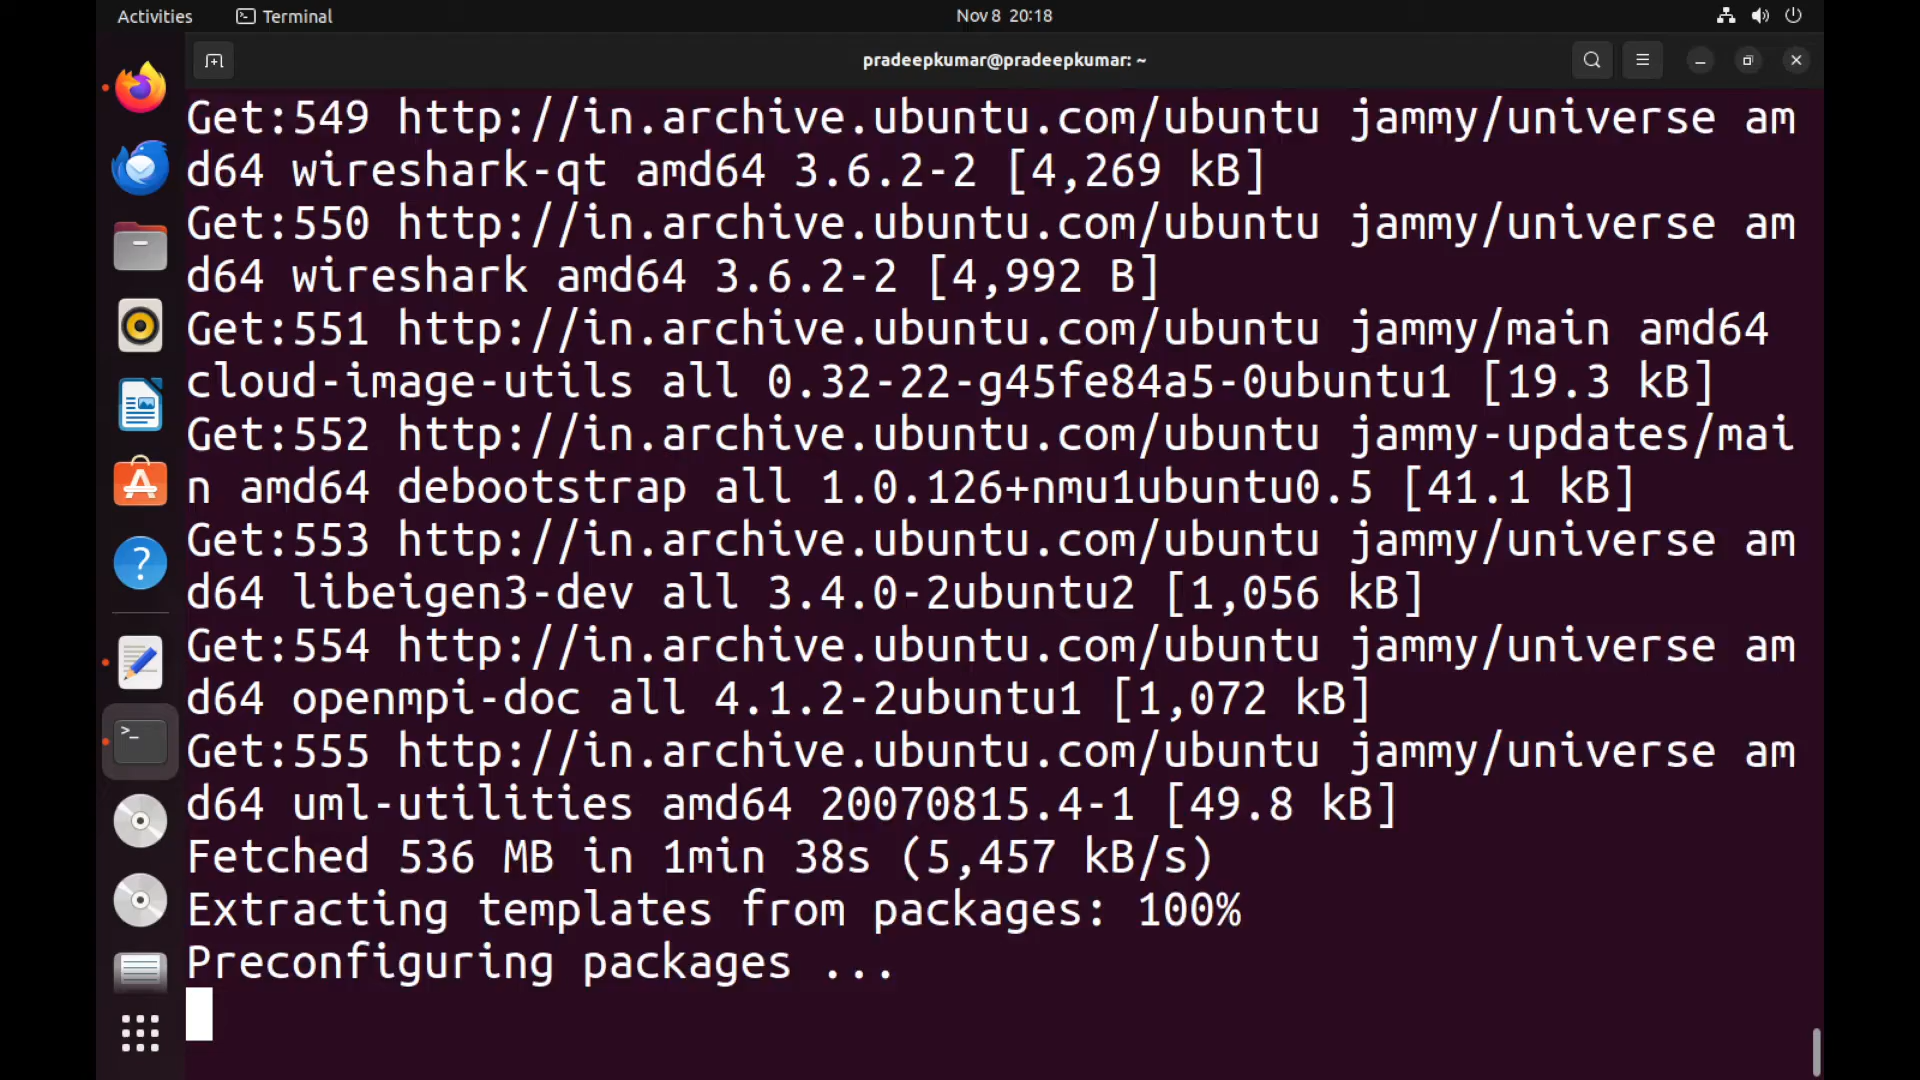 Activities
Terminal
Nov 8 20:18
pradeepkumar@pradeepkumar: ~
Get:549 http://in.archive.ubuntu.com/ubuntu jammy/universe am
d64 wireshark-qt amd64 3.6.2-2 [4,269 kB]
Get:550 http://in.archive.ubuntu.com/ubuntu jammy/universe am
d64 wireshark amd64 3.6.2-2 [4,992 B]
Get:551 http://in.archive.ubuntu.com/ubuntu jammy/main amd64
cloud-image-utils all 0.32-22-g45fe84a5-0ubuntu1 [19.3 kB]
Get:552 http://in.archive.ubuntu.com/ubuntu jammy-updates/mai
n amd64 debootstrap all 1.0.126+nmu1ubuntu0.5 [41.1 kB]
Get:553 http://in.archive.ubuntu.com/ubuntu jammy/universe am
d64 libeigen3-dev all 3.4.0-2ubuntu2 [1,056 kB]
Get:554 http://in.archive.ubuntu.com/ubuntu jammy/universe am
d64 openmpi-doc all 4.1.2-2ubuntu1 [1,072 kB]
Get:555 http://in.archive.ubuntu.com/ubuntu jammy/universe am
d64 uml-utilities amd64 20070815.4-1 [49.8 kB]
Fetched 536 MB in 1min 38s (5,457 kB/s)
Extracting templates from packages: 100%
Preconfiguring packages ...